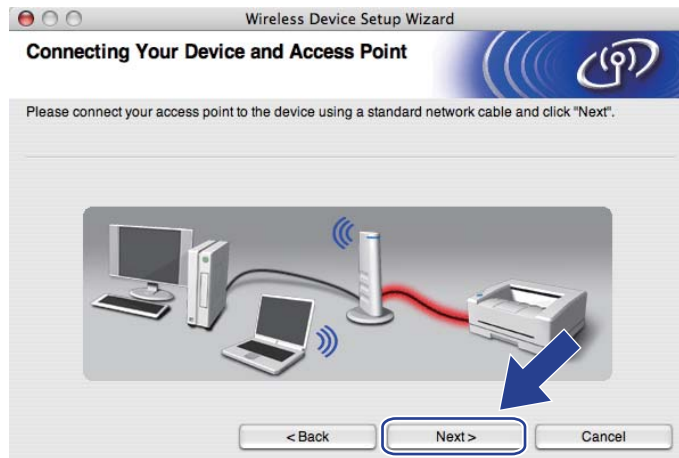 Wireless Device Setup Wizard
Connecting Your Device and Access Point
Please connect your access point to the device using a standard network cable and click "Next".
< Back
Next >
Cancel